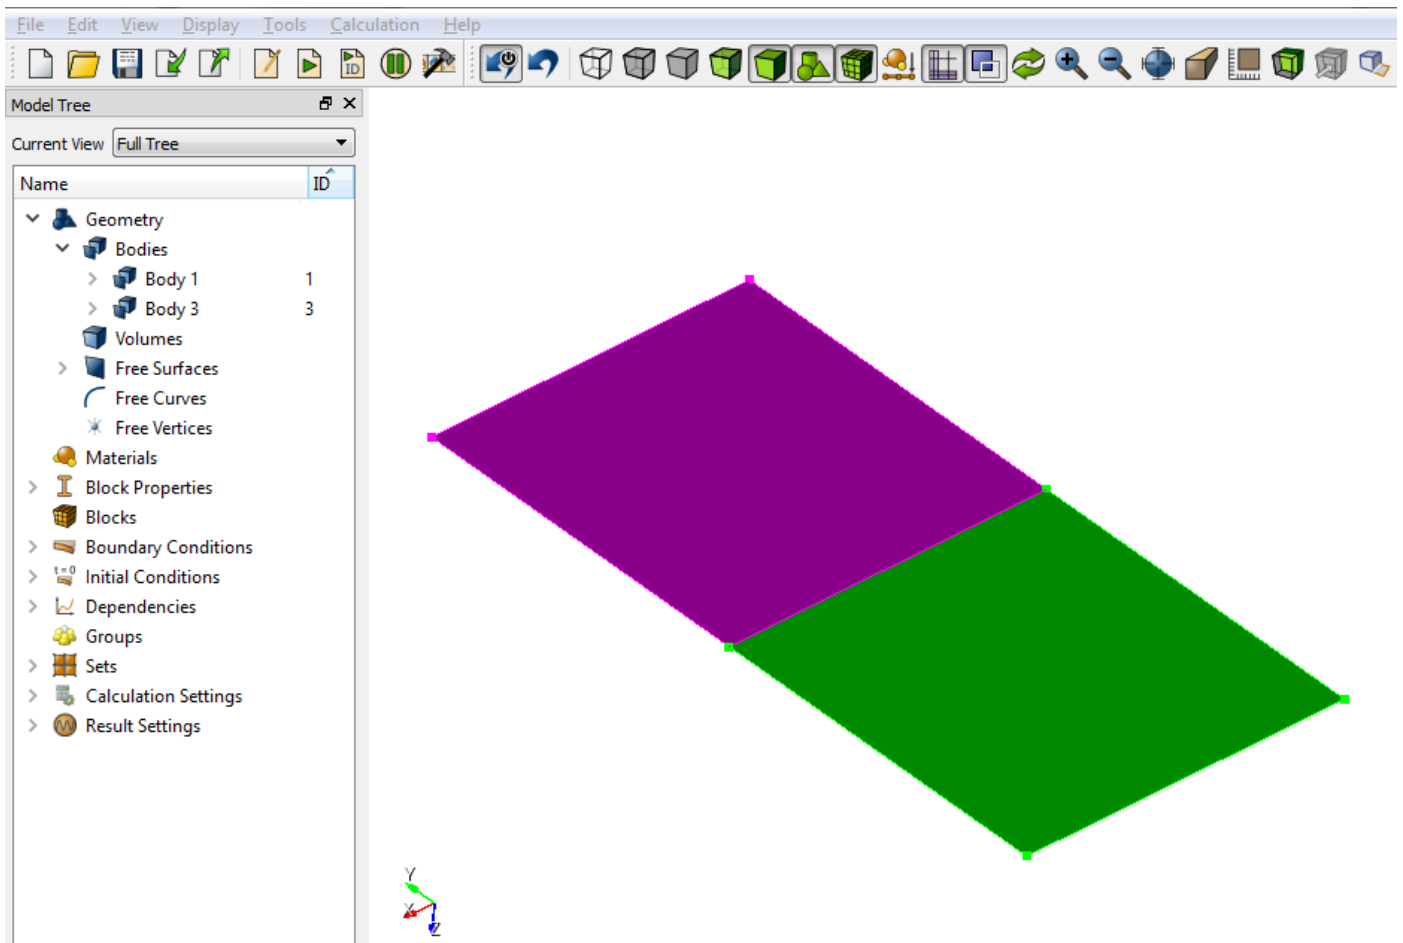 File Edit View Display Tools Calculation Help
ID
Model Tree
Current View Full Tree
Name ID
Geometry
Bodies
Body 1 1
Body 3 3
Volumes
Free Surfaces
Free Curves
Free Vertices
Materials
Block Properties
Blocks
Boundary Conditions
t=0 Initial Conditions
Dependencies
Groups
Sets
Calculation Settings
Result Settings
Y
X
Z